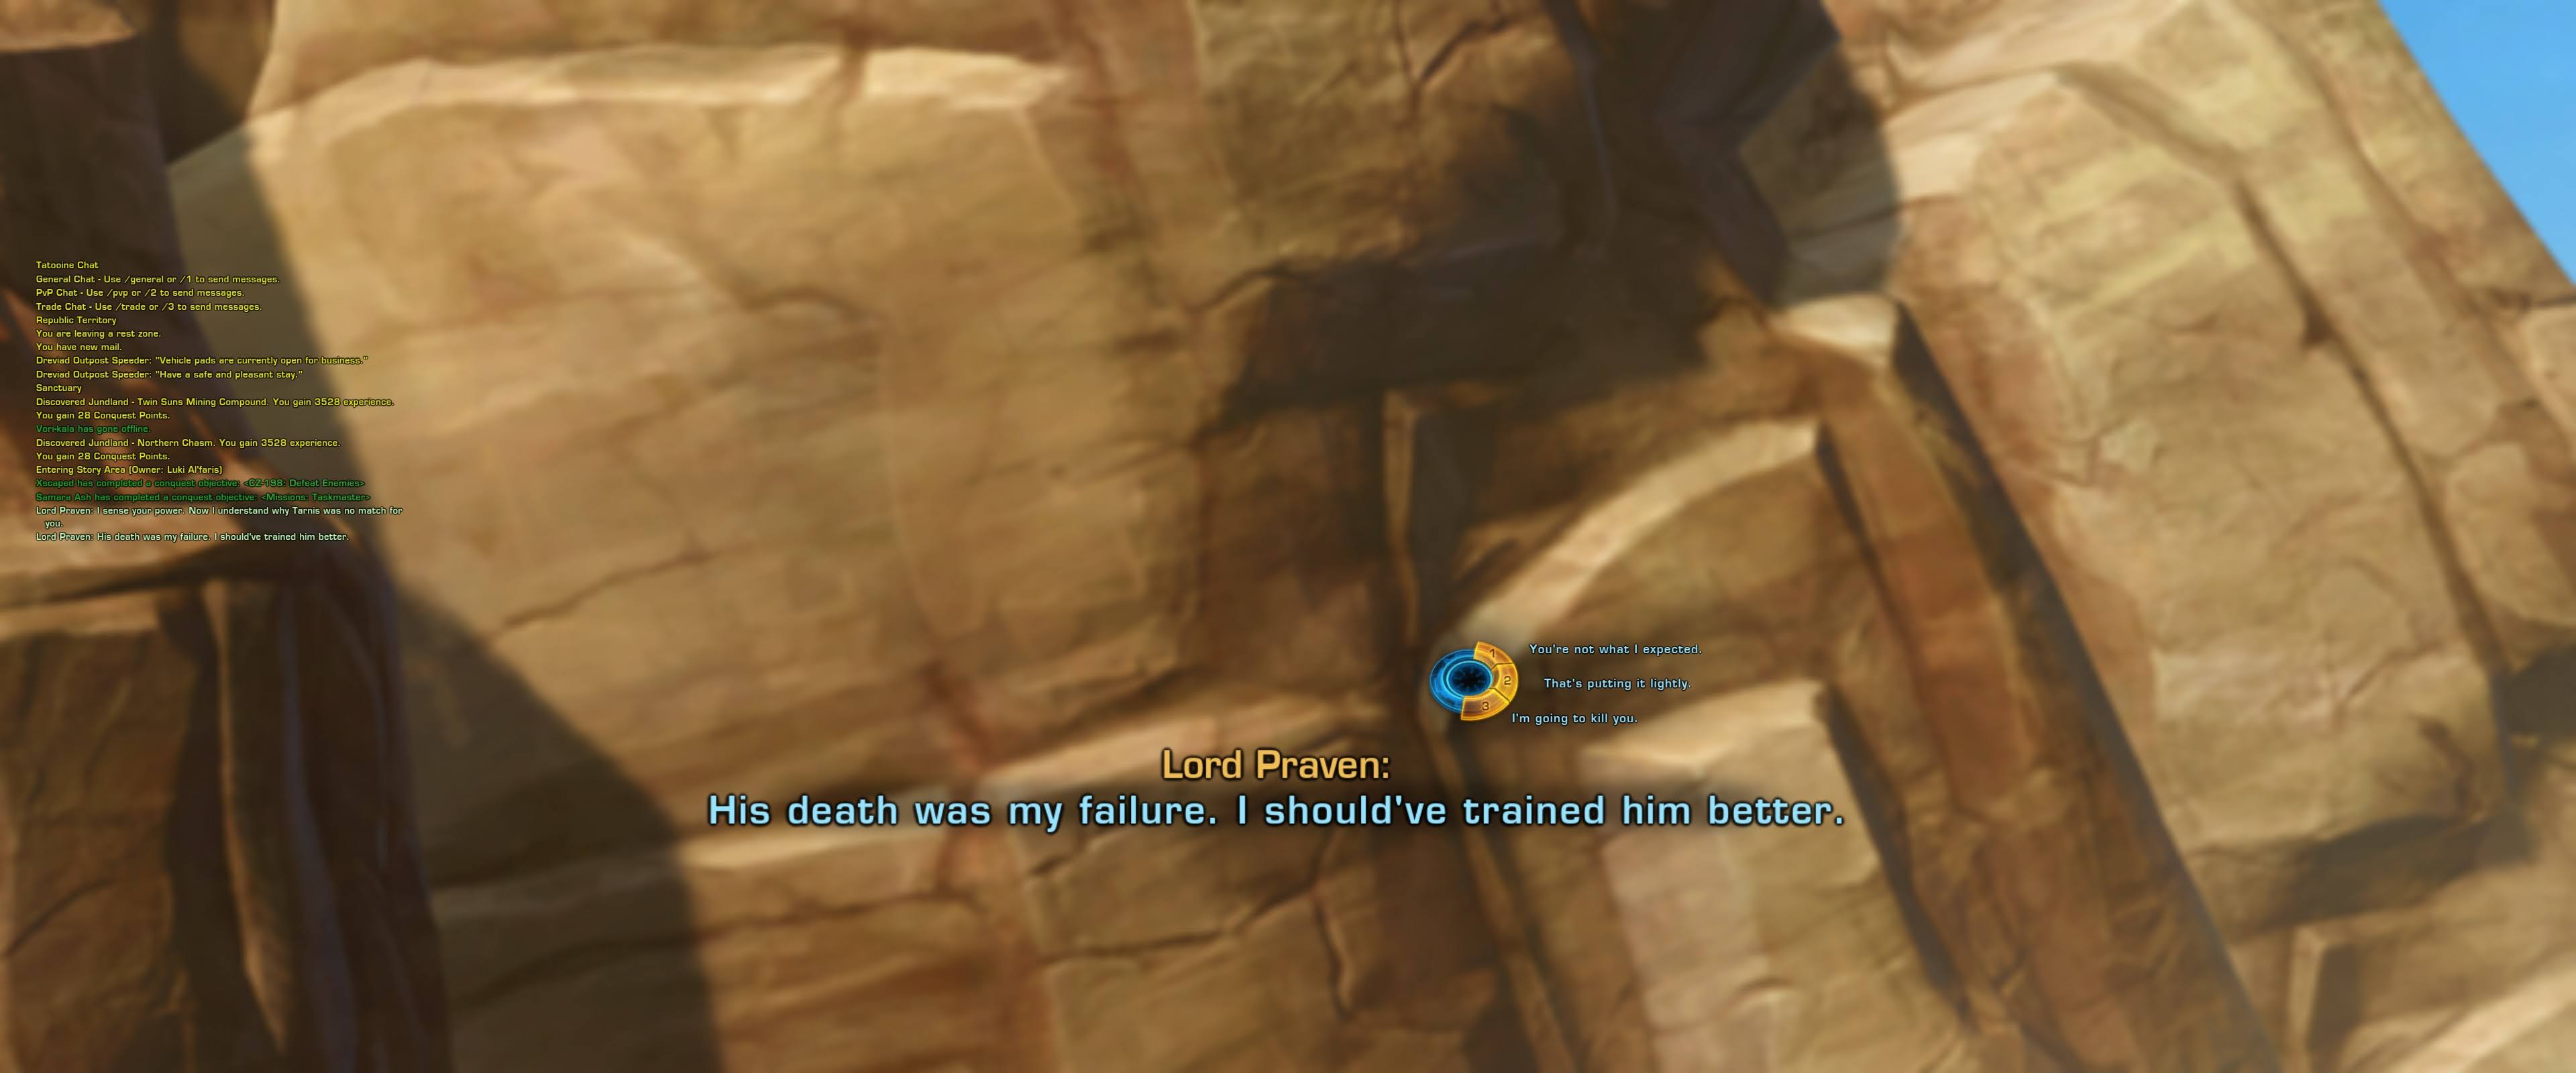 Tatooine Chat
General Chat - Use /general or /1 to send messages.
PvP Chat - Use /pvp or /2 to send messages.
Trade Chat - Use /trade or /3 to send messages.
Republic Territory
You are leaving a rest zone.
You have new mail.
Dreviad Outpost Speeder: "Vehicle pads are currently open for business."
Dreviad Outpost Speeder: "Have a safe and pleasant stay."
Sanctuary
Discovered Jundland - Twin Suns Mining Compound. You gain 3528 experience.
You gain 28 Conquest Points.
Vori-kala has gone offline.
Discovered Jundland - Northern Chasm. You gain 3528 experience.
You gain 28 Conquest Points.
Entering Story Area (Owner: Luki Al'faris)
Xscaped has completed a conquest objective: <CZ-198: Defeat Enemies>
Samara Ash has completed a conquest objective: <Missions: Taskmaster>
Lord Praven: I sense your power. Now I understand why Tarnis was no match for
you.
Lord Praven: His death was my failure. I should've trained him better.
1 You're not what I expected.
2 That's putting it lightly.
3 I'm going to kill you.
Lord Praven:
His death was my failure. I should've trained him better.